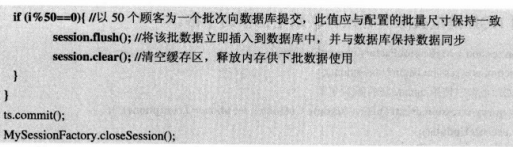 if (i%50==0){ //以 50 个顾客为一个批次向数据库提交，此值应与配置的批量尺寸保持一致
session.flush(); //将该批数据立即插入到数据库中，并与数据库保持数据同步
session.clear(); //清空缓存区，释放内存供下批数据使用
}
}
ts.commit();
MySessionFactory.closeSession();